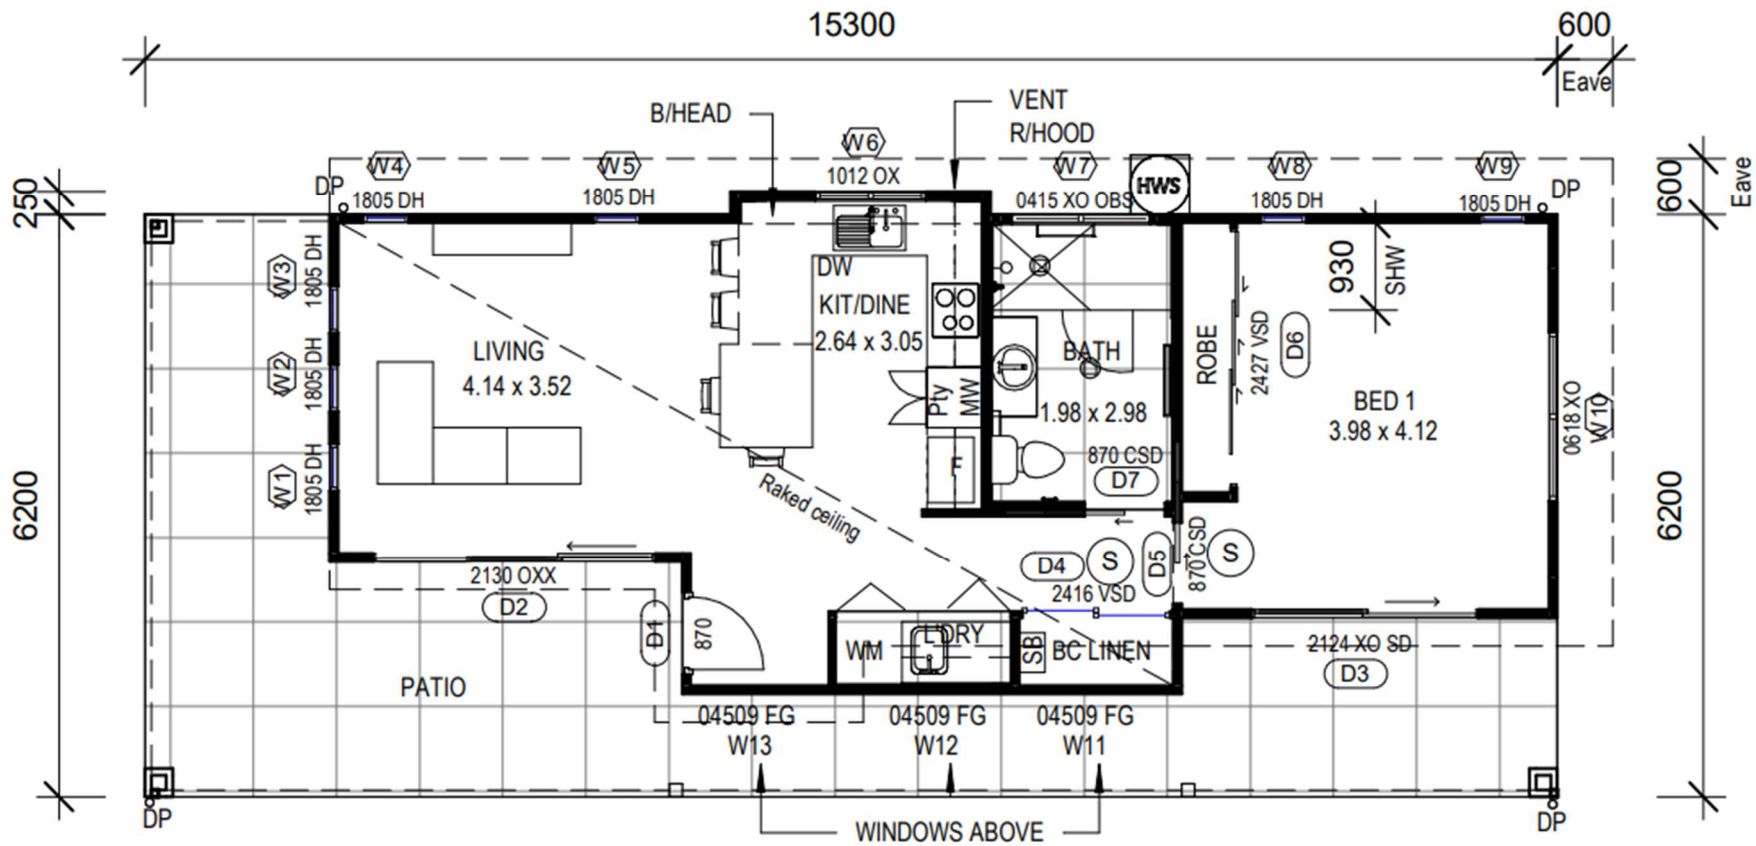 15300
600
Eave
B/HEAD
VENT
R/HOOD
W4
W5
W6
W7
HWS
W8
W9
600
Eave
250
DP
1805 DH
1805 DH
1012 OX
0415 XO OBS
1805 DH
1805 DH
DP
W3
1805 DH
DW
KIT/DINE
2.64 x 3.05
930
SHW
LIVING
4.14 x 3.52
W2
1805 DH
BATH
1.98 x 2.98
ROBE
2427 VSD
D6
BED 1
3.98 x 4.12
0618 XO
W10
Pty
MW
F
W1
1805 DH
870 CSD
D7
6200
6200
Raked ceiling
2130 OXX
D2
D4
S
D5
870 CSD
S
2416 VSD
D1
870
WM
L'DRY
SB
BC LINEN
2124 XO SD
D3
PATIO
04509 FG
W13
04509 FG
W12
04509 FG
W11
DP
WINDOWS ABOVE
DP